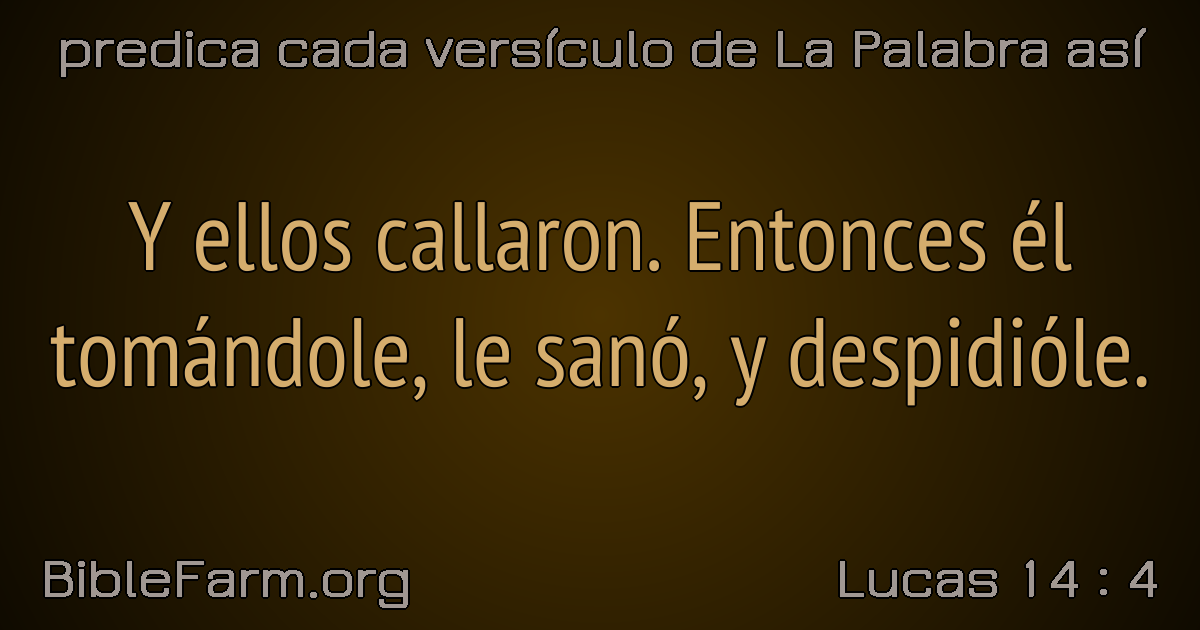 predica cada versículo de La Palabra así
Y ellos callaron. Entonces él
tomándole, le sanó, y despidióle.
BibleFarm.org
Lucas 14 : 4